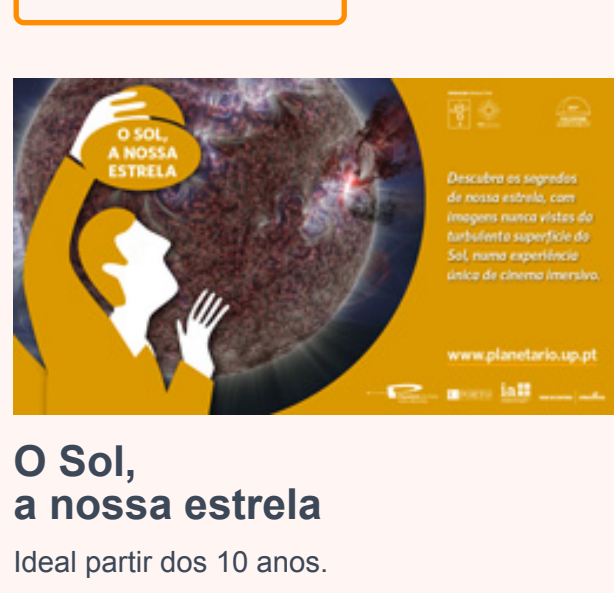 O SOL,
A NOSSA
ESTRELA
Descubra os segredos
de nossa estrela, com
imagens nunca vistas da
turbulenta superfície do
Sol, numa experiência
única de cinema imersivo.
www.planetario.up.pt
O Sol,
a nossa estrela
Ideal partir dos 10 anos.